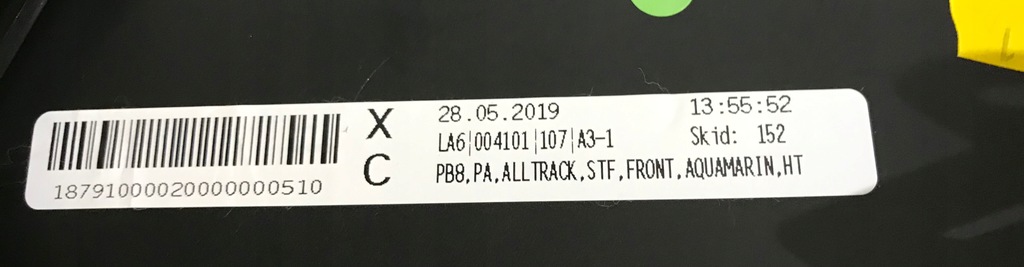 X
C
28.05.2019 13:55:52
LA6|004101|107|A3-1 Skid: 152
PB8,PA,ALLTRACK,STF,FRONT,AQUAMARIN,HT
18791000020000000510